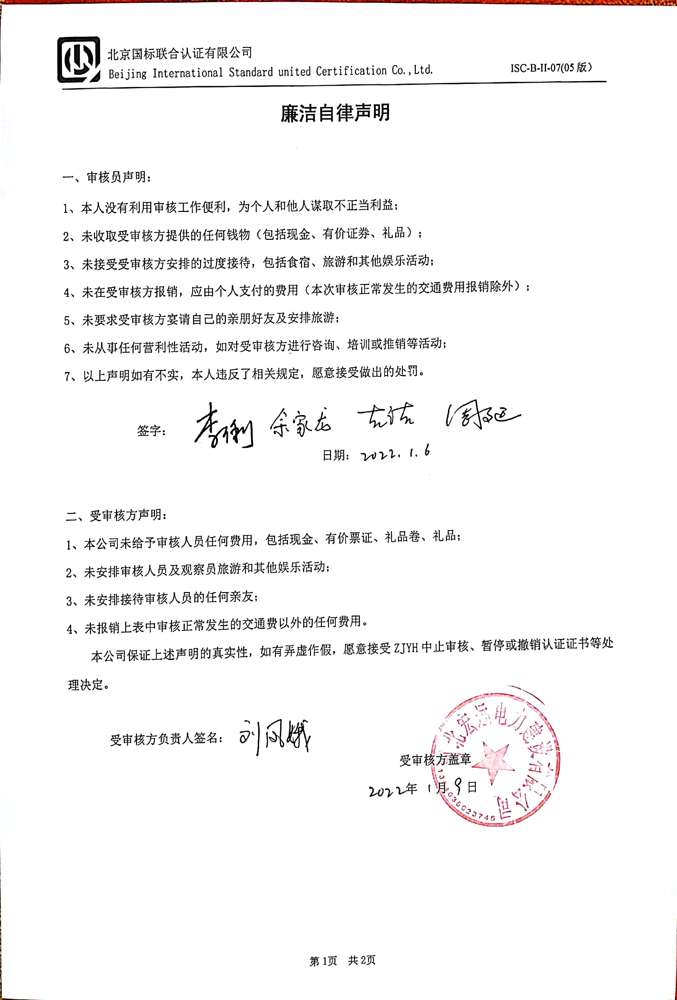 北京国标联合认证有限公司
Beijing International Standard united Certification Co.,Ltd.
ISC-B-II-07(05 版）
廉洁自律声明
一、审核员声明：
1、本人没有利用审核工作便利，为个人和他人谋取不正当利益；
2、未收取受审核方提供的任何钱物（包括现金、有价证券、礼品）；
3、未接受受审核方安排的过度接待，包括食宿、旅游和其他娱乐活动；
4、未在受审核方报销，应由个人支付的费用（本次审核正常发生的交通费用报销除外）；
5、未要求受审核方宴请自己的亲朋好友及安排旅游；
6、未从事任何营利性活动，如对受审核方进行咨询、培训或推销等活动；
7、以上声明如有不实，本人违反了相关规定，愿意接受做出的处罚。
签字： 余家龙
日期：2022.1.6
二、受审核方声明：
1、本公司未给予审核人员任何费用，包括现金、有价票证、礼品卷、礼品；
2、未安排审核人员及观察员旅游和其他娱乐活动；
3、未安排接待审核人员的任何亲友；
4、未报销上表中审核正常发生的交通费以外的任何费用。
本公司保证上述声明的真实性，如有弄虚作假，愿意接受 ZJYH 中止审核、暂停或撤销认证证书等处
理决定。
受审核方负责人签名：刘凤娥
北宏远电力建设有限公司
受审核方盖章
2022年 1月9日
第 1页 共 2页